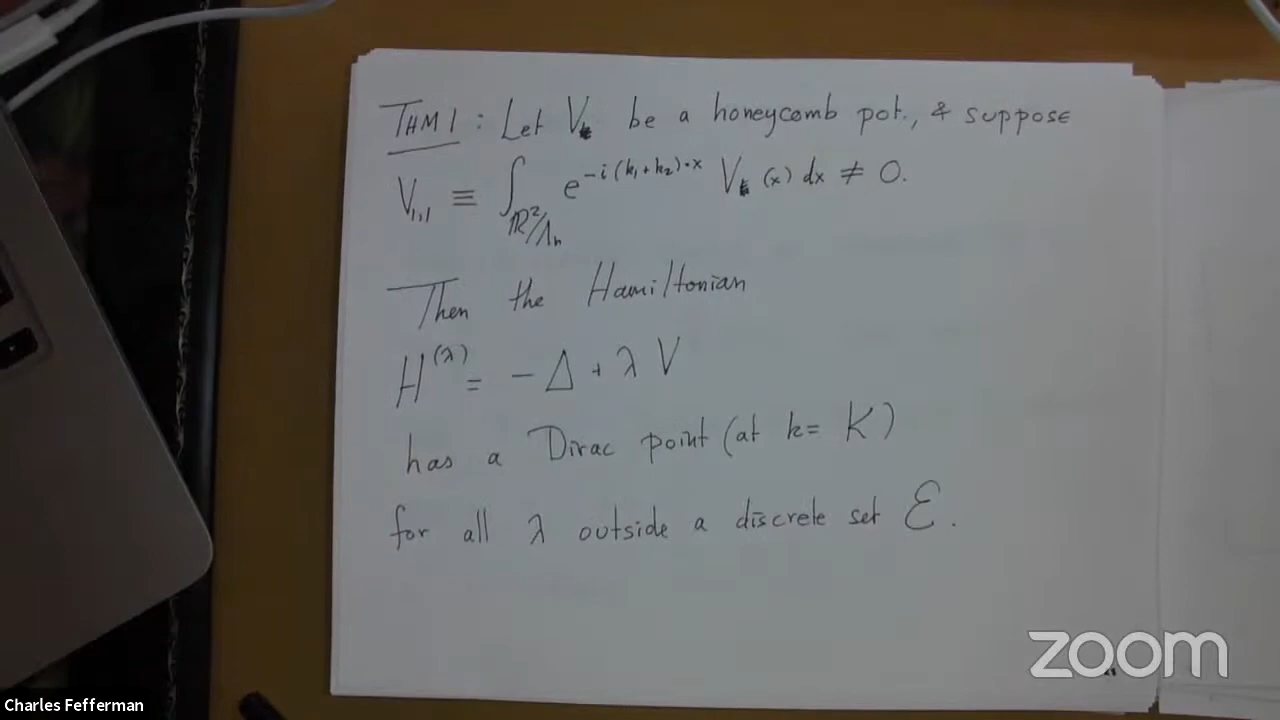 THM 1 : Let V be a honeycomb pot., & suppose
V₁,₁ ≡ ∫_{ℝ²/Λₕ} e^{-i(k₁+k₂)·x} V(x) dx ≠ 0.
Then the Hamiltonian
H^{(λ)} = -Δ + λ V
has a Dirac point (at k = K)
for all λ outside a discrete set Ɛ.
zoom
Charles Fefferman